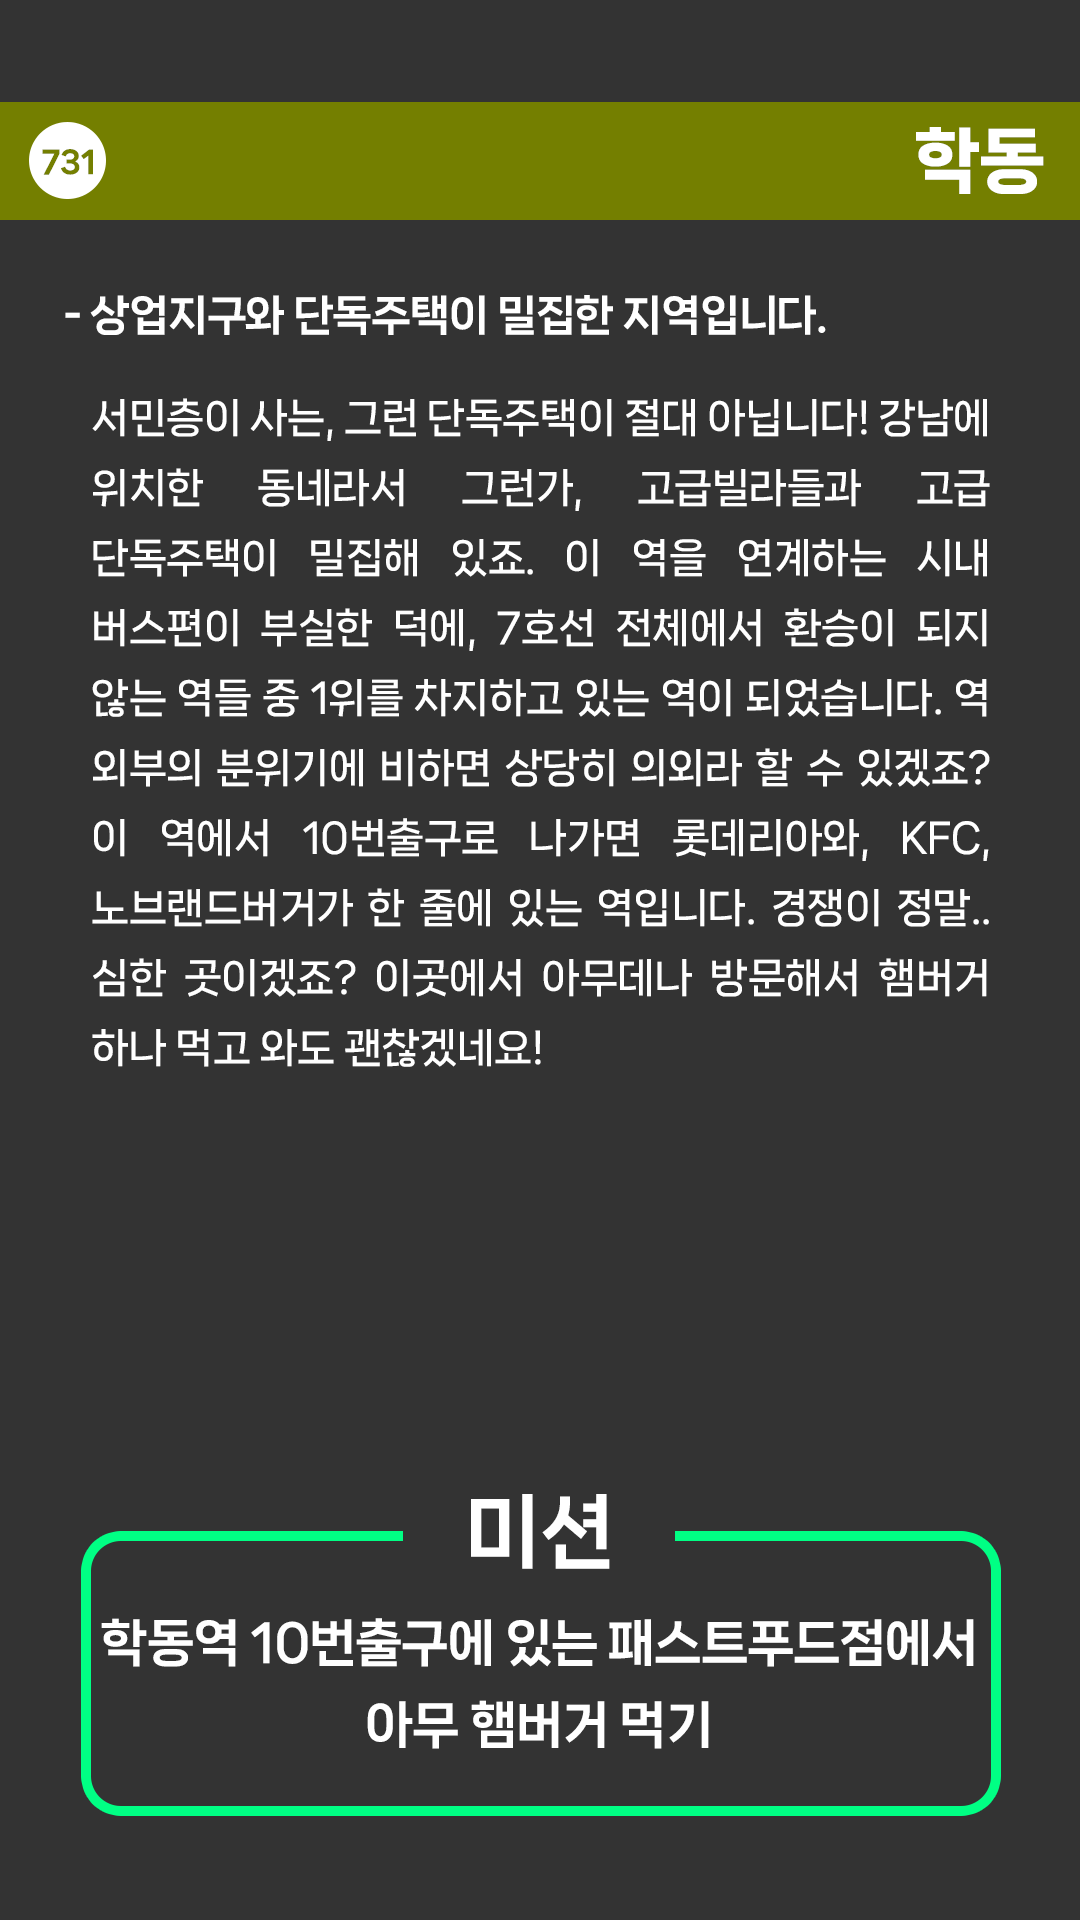 731
학동
- 상업지구와 단독주택이 밀집한 지역입니다.
서민층이 사는, 그런 단독주택이 절대 아닙니다! 강남에
위치한 동네라서 그런가, 고급빌라들과 고급
단독주택이 밀집해 있죠. 이 역을 연계하는 시내
버스편이 부실한 덕에, 7호선 전체에서 환승이 되지
않는 역들 중 1위를 차지하고 있는 역이 되었습니다. 역
외부의 분위기에 비하면 상당히 의외라 할 수 있겠죠?
이 역에서 10번출구로 나가면 롯데리아와, KFC,
노브랜드버거가 한 줄에 있는 역입니다. 경쟁이 정말..
심한 곳이겠죠? 이곳에서 아무데나 방문해서 햄버거
하나 먹고 와도 괜찮겠네요!
미션
학동역 10번출구에 있는 패스트푸드점에서
아무 햄버거 먹기